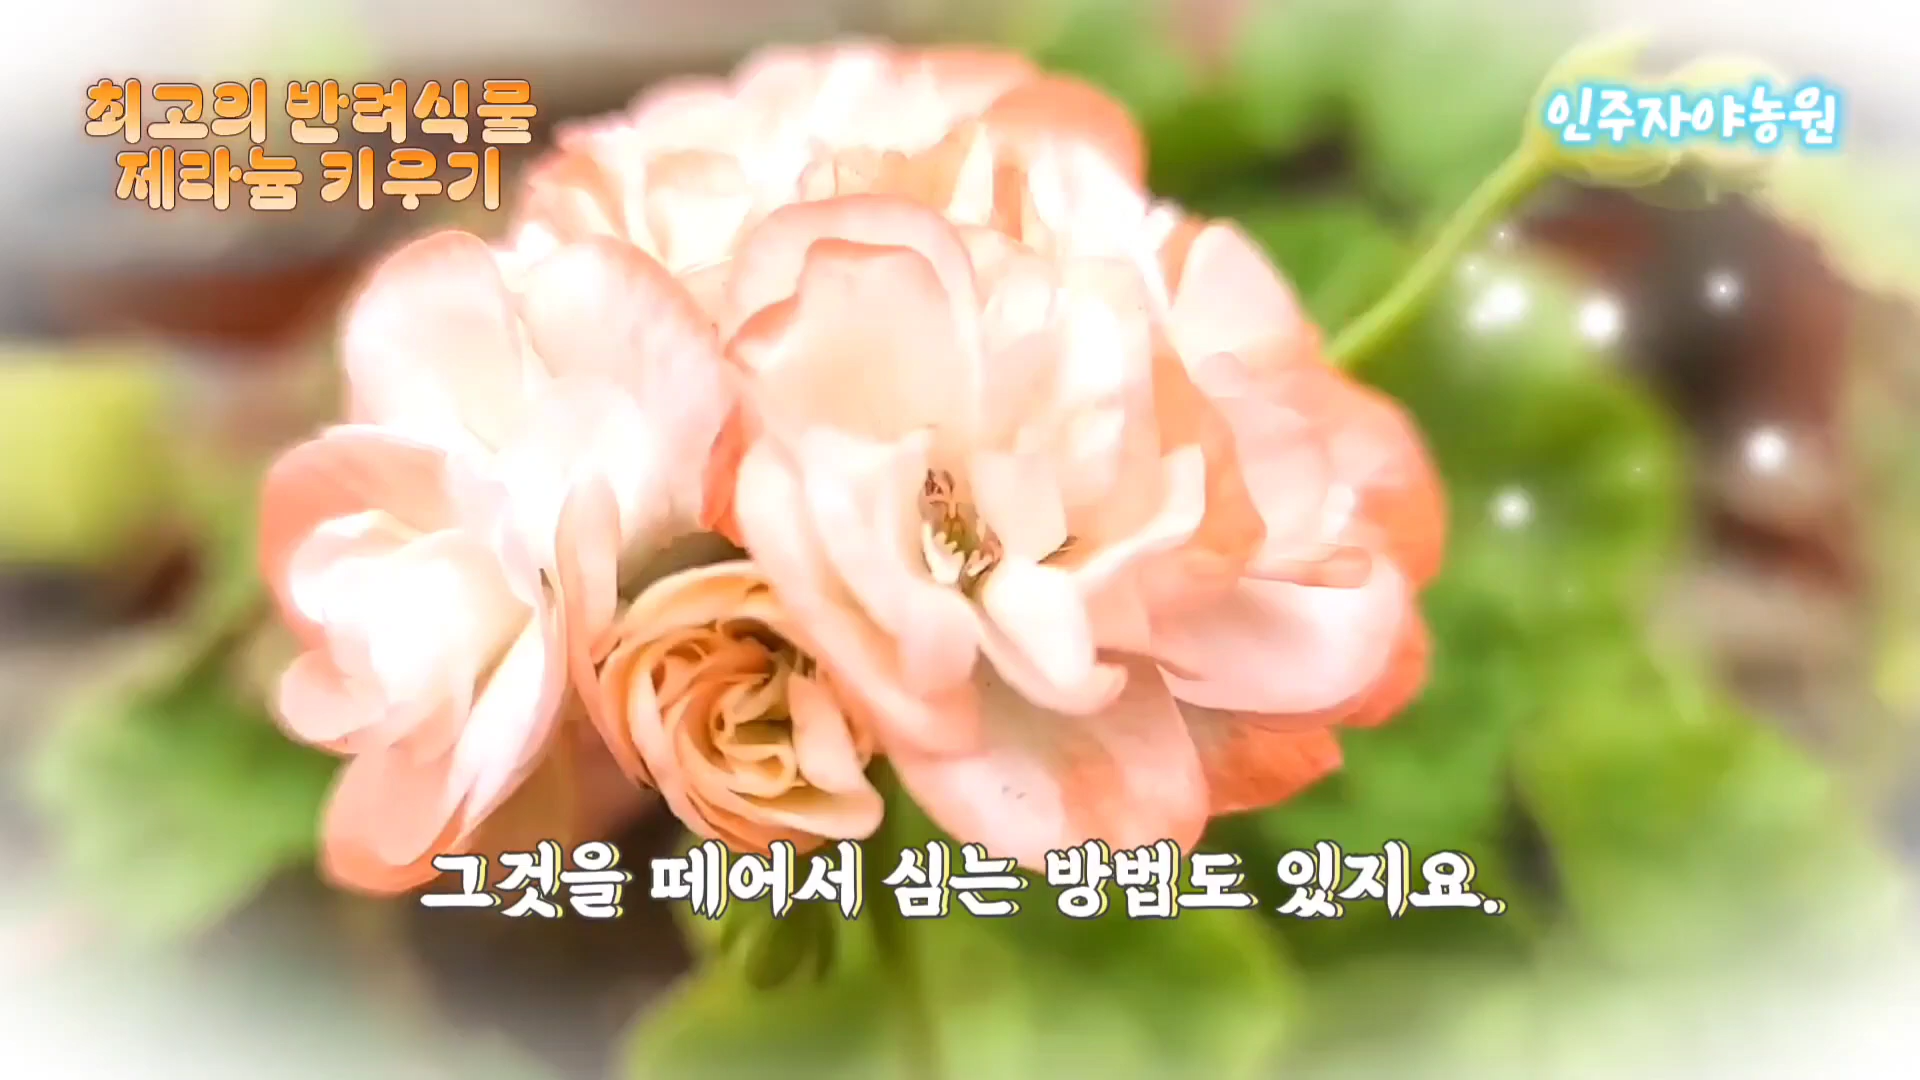 최고의 반려식물
제라늄 키우기
인주자야농원
그것을 떼어서 심는 방법도 있지요.